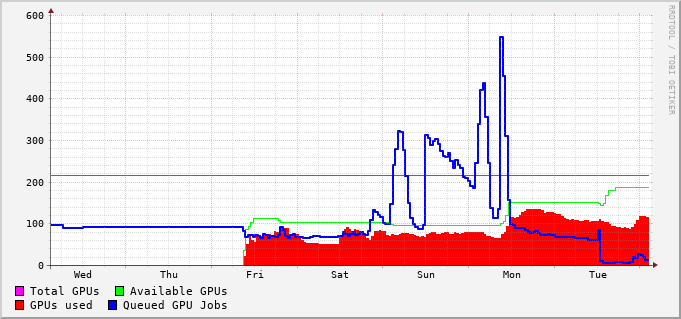 600
500
400
300
200
100
0
Wed Thu Fri Sat Sun Mon Tue
Total GPUs Available GPUs
GPUs used Queued GPU Jobs
RRDTOOL / TOBI OETIKER